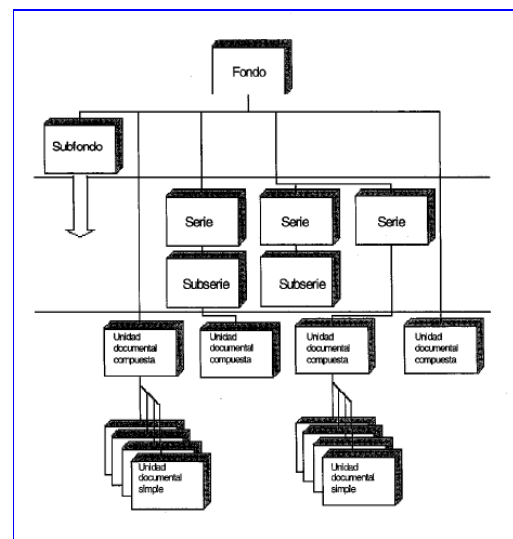 Fondo
Subfondo
Serie
Serie
Serie
Subserie
Subserie
Unidad
documental
compuesta
Unidad
documental
compuesta
Unidad
documental
compuesta
Unidad
documental
compuesta
Unidad
documental
simple
Unidad
documental
simple